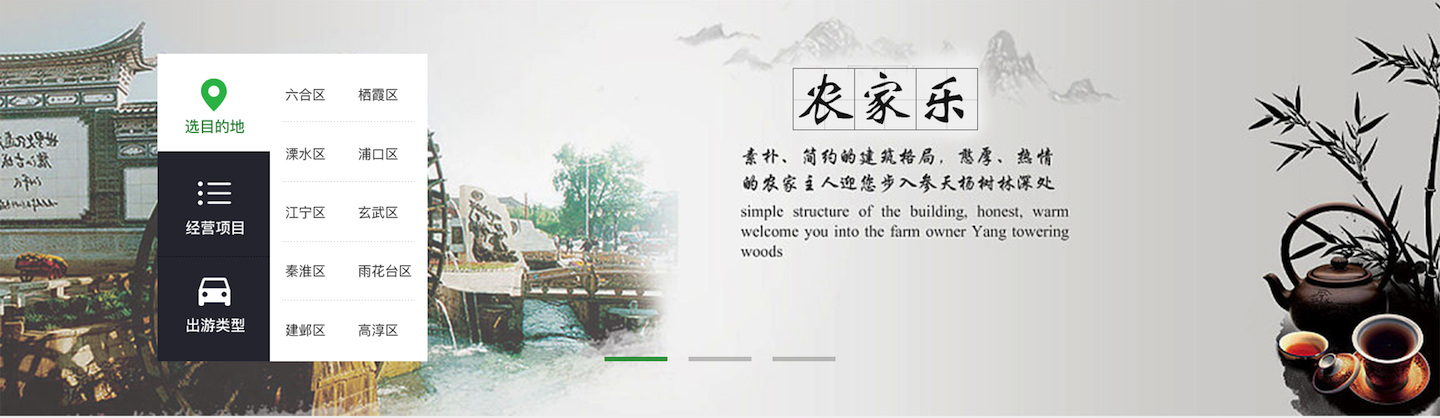 选目的地
经营项目
出游类型
六合区 栖霞区
溧水区 浦口区
江宁区 玄武区
秦淮区 雨花台区
建邺区 高淳区
农家乐
素朴、简约的建筑格局，憨厚、热情
的农家主人迎您步入参天杨树林深处
simple structure of the building, honest, warm
welcome you into the farm owner Yang towering
woods